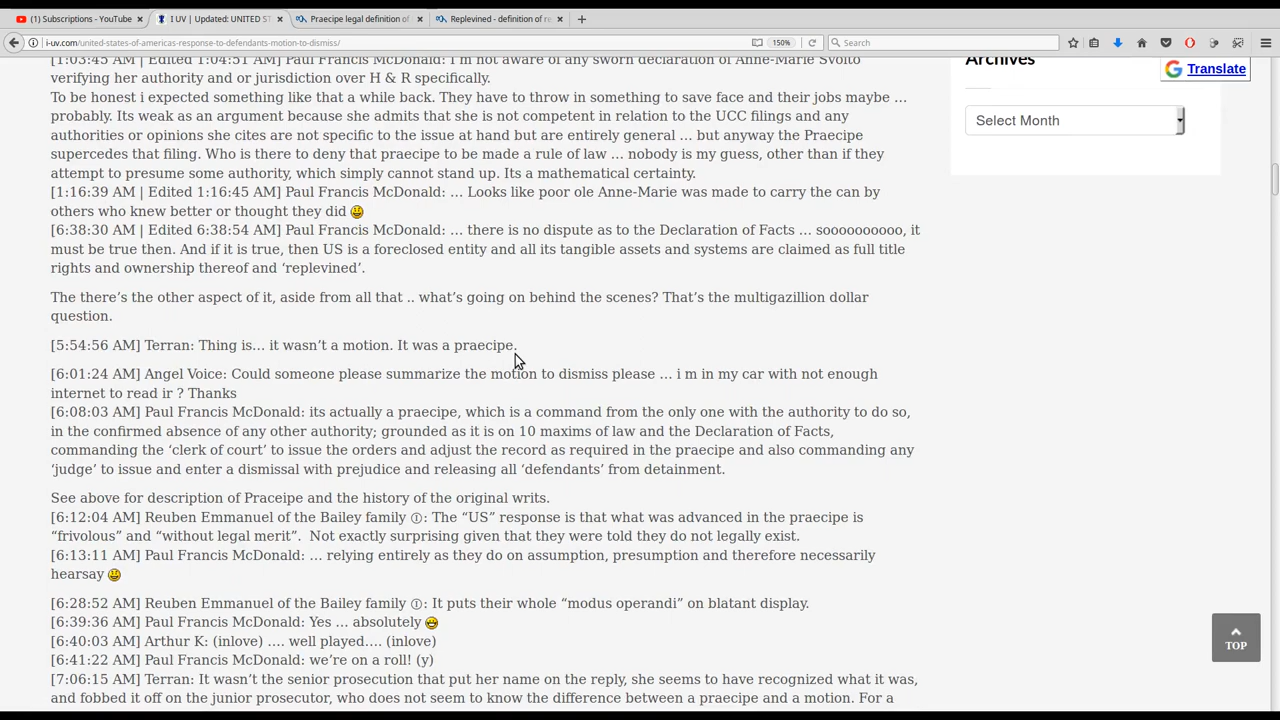 (1) Subscriptions - YouTube
I UV | Updated: UNITED ST
Praecipe legal definition of
Replevined - definition of re
i-uv.com/united-states-of-americas-response-to-defendants-motion-to-dismiss/
150%
Search
[1:03:45 AM | Edited 1:04:51 AM] Paul Francis McDonald: I'm not aware of any sworn declaration of Anne-Marie Svolto
verifying her authority and or jurisdiction over H & R specifically.
To be honest i expected something like that a while back. They have to throw in something to save face and their jobs maybe …
probably. Its weak as an argument because she admits that she is not competent in relation to the UCC filings and any
authorities or opinions she cites are not specific to the issue at hand but are entirely general … but anyway the Praecipe
supercedes that filing. Who is there to deny that praecipe to be made a rule of law … nobody is my guess, other than if they
attempt to presume some authority, which simply cannot stand up. Its a mathematical certainty.
[1:16:39 AM | Edited 1:16:45 AM] Paul Francis McDonald: … Looks like poor ole Anne-Marie was made to carry the can by
others who knew better or thought they did
[6:38:30 AM | Edited 6:38:54 AM] Paul Francis McDonald: … there is no dispute as to the Declaration of Facts … soooooooooo, it
must be true then. And if it is true, then US is a foreclosed entity and all its tangible assets and systems are claimed as full title
rights and ownership thereof and ‘replevined’.
The there’s the other aspect of it, aside from all that .. what’s going on behind the scenes? That’s the multigazillion dollar
question.
[5:54:56 AM] Terran: Thing is… it wasn’t a motion. It was a praecipe.
[6:01:24 AM] Angel Voice: Could someone please summarize the motion to dismiss please … i m in my car with not enough
internet to read ir ? Thanks
[6:08:03 AM] Paul Francis McDonald: its actually a praecipe, which is a command from the only one with the authority to do so,
in the confirmed absence of any other authority; grounded as it is on 10 maxims of law and the Declaration of Facts,
commanding the ‘clerk of court’ to issue the orders and adjust the record as required in the praecipe and also commanding any
‘judge’ to issue and enter a dismissal with prejudice and releasing all ‘defendants’ from detainment.
See above for description of Praceipe and the history of the original writs.
[6:12:04 AM] Reuben Emmanuel of the Bailey family Ⓘ: The “US” response is that what was advanced in the praecipe is
“frivolous” and “without legal merit”.  Not exactly surprising given that they were told they do not legally exist.
[6:13:11 AM] Paul Francis McDonald: … relying entirely as they do on assumption, presumption and therefore necessarily
hearsay
[6:28:52 AM] Reuben Emmanuel of the Bailey family Ⓘ: It puts their whole “modus operandi” on blatant display.
[6:39:36 AM] Paul Francis McDonald: Yes … absolutely
[6:40:03 AM] Arthur K: (inlove) …. well played…. (inlove)
[6:41:22 AM] Paul Francis McDonald: we’re on a roll! (y)
[7:06:15 AM] Terran: It wasn’t the senior prosecution that put her name on the reply, she seems to have recognized what it was,
and fobbed it off on the junior prosecutor, who does not seem to know the difference between a praecipe and a motion. For a
Archives
Translate
Select Month
TOP